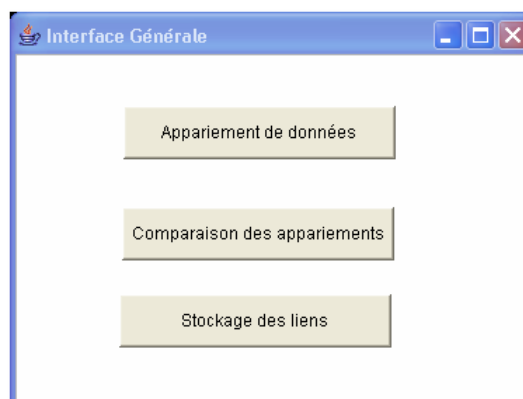 Interface Générale
Appariement de données
Comparaison des appariements
Stockage des liens